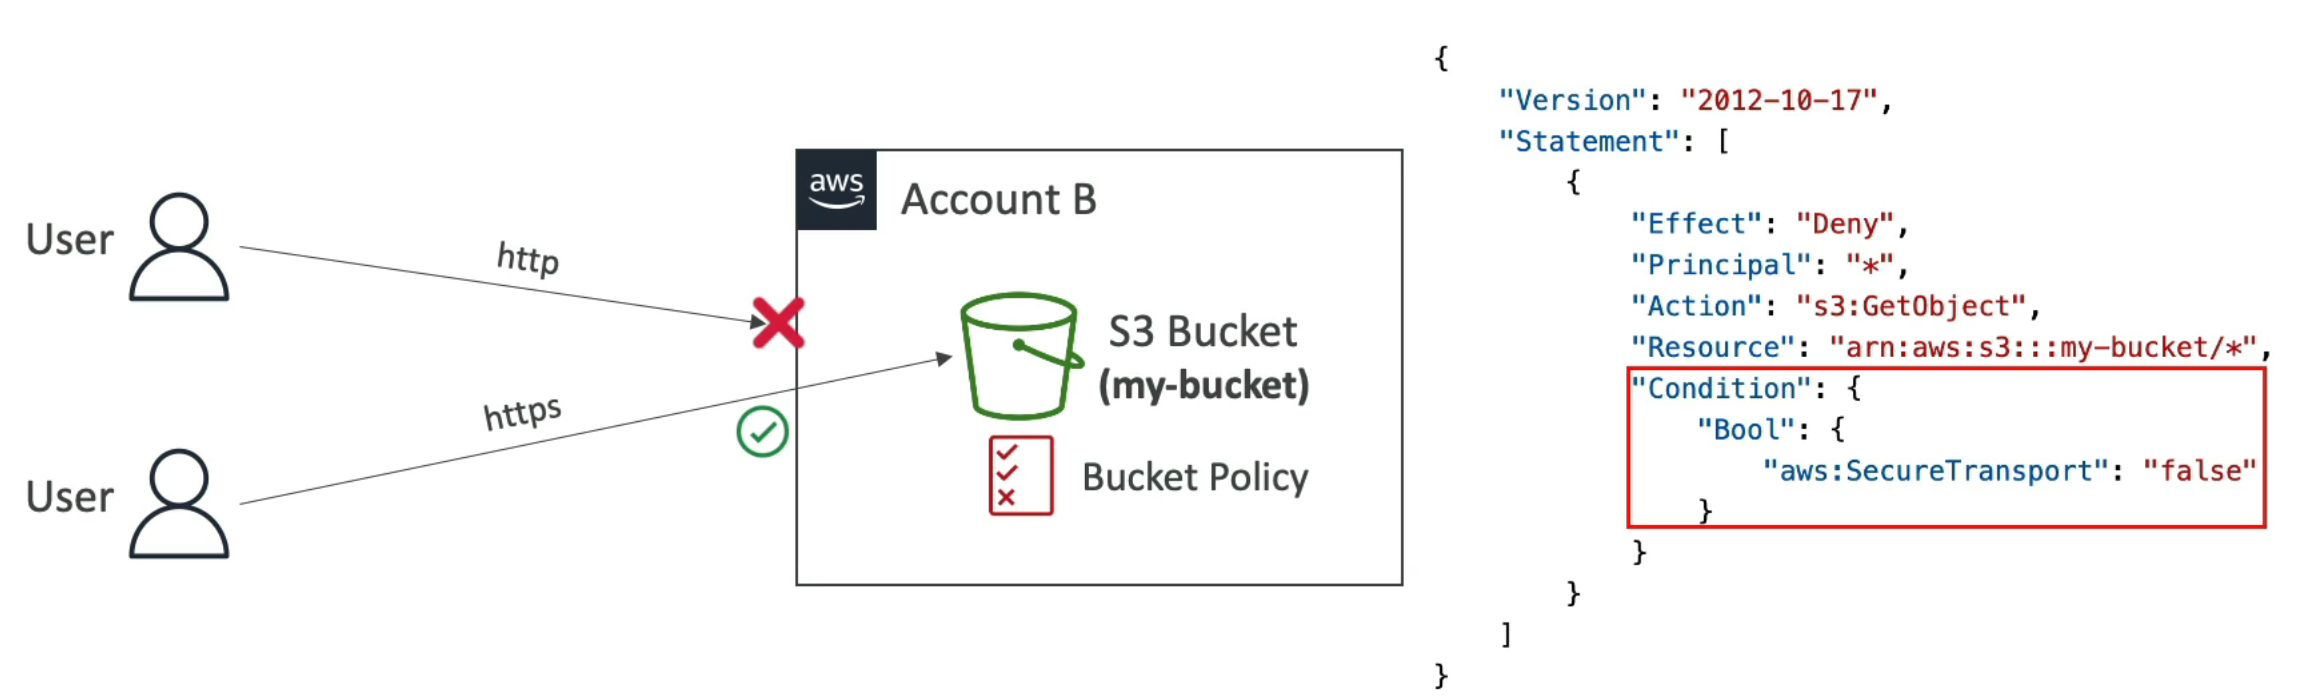 User
http
User
https
aws
Account B
S3 Bucket
(my-bucket)
Bucket Policy
{
"Version": "2012-10-17",
"Statement": [
{
"Effect": "Deny",
"Principal": "*",
"Action": "s3:GetObject",
"Resource": "arn:aws:s3:::my-bucket/*",
"Condition": {
"Bool": {
"aws:SecureTransport": "false"
}
}
}
]
}